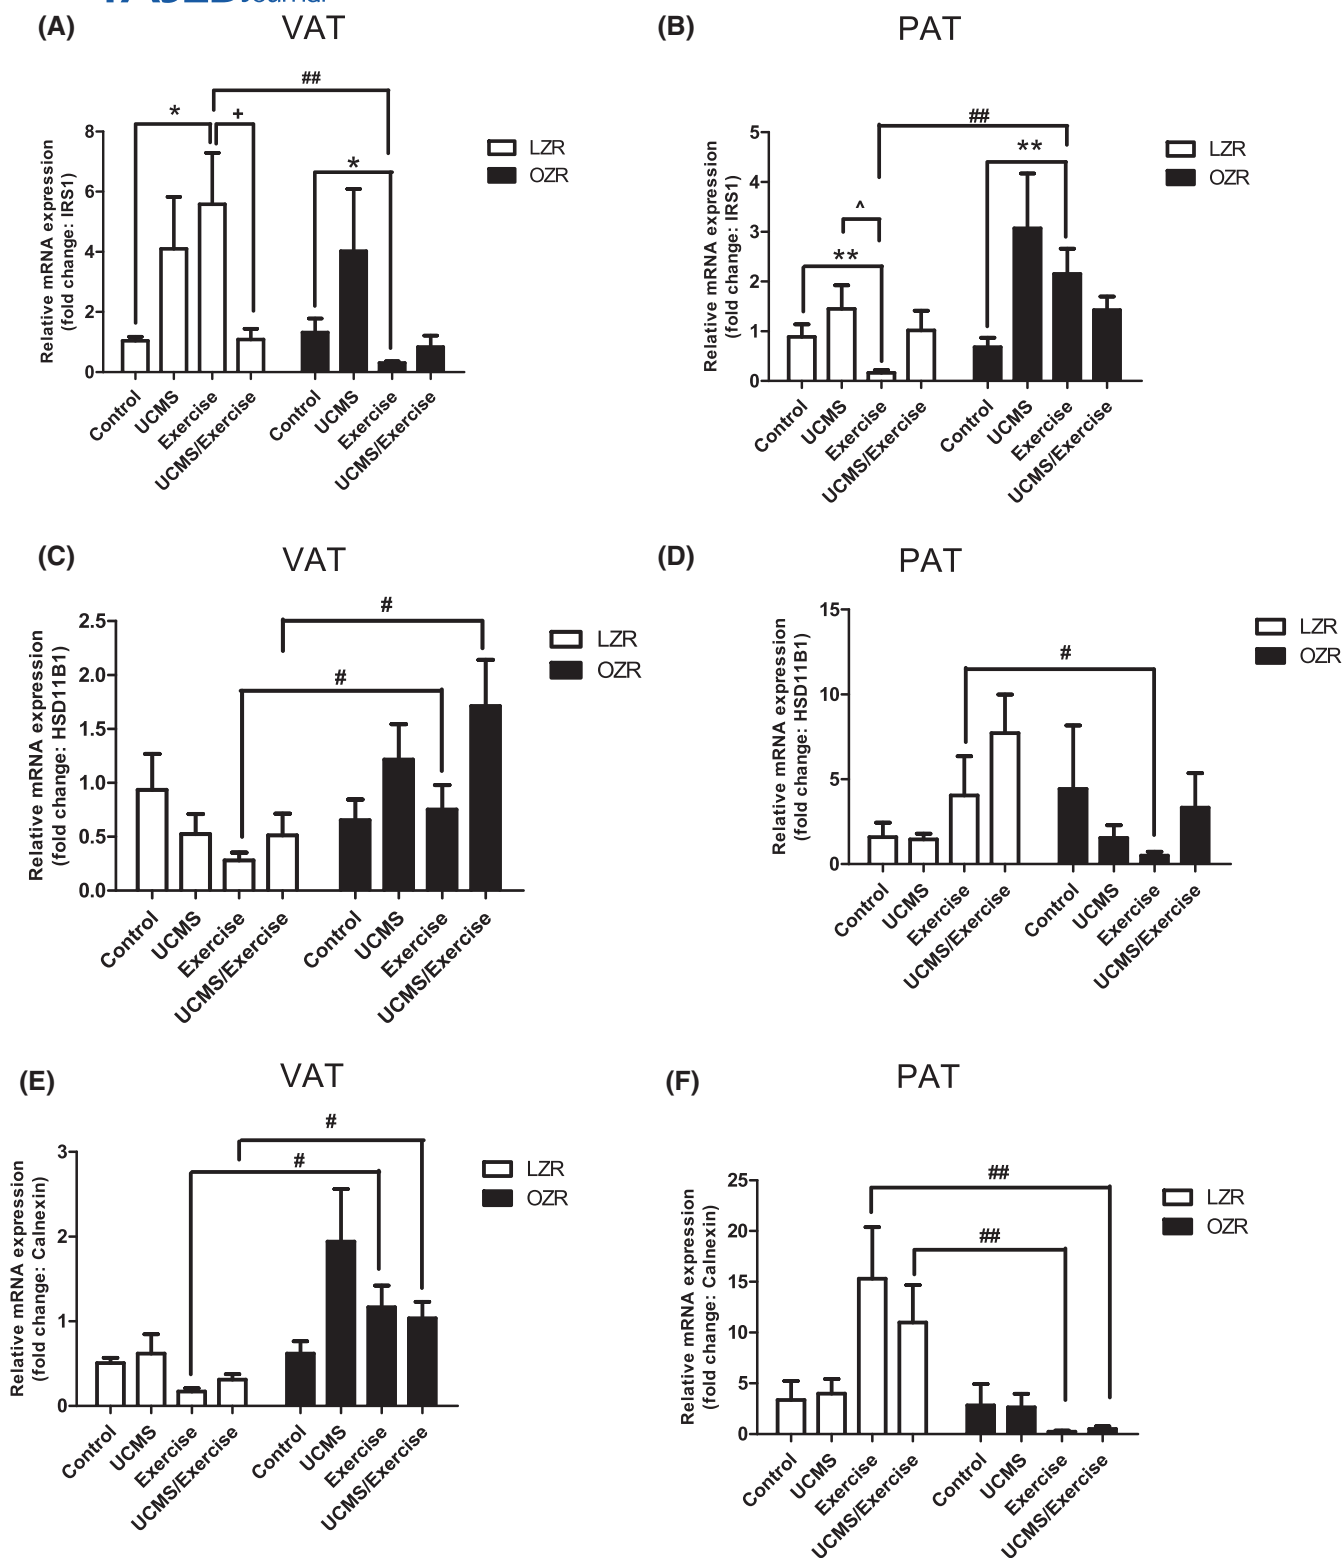 Journal
(A)
VAT
##
*
+
*
8
6
4
2
0
Relative mRNA expression
(fold change: IRS1)
LZR
OZR
Control
UCMS
Exercise
UCMS/Exercise
Control
UCMS
Exercise
UCMS/Exercise
(B)
PAT
##
**
^
**
5
4
3
2
1
0
Relative mRNA expression
(fold change: IRS1)
LZR
OZR
Control
UCMS
Exercise
UCMS/Exercise
Control
UCMS
Exercise
UCMS/Exercise
(C)
VAT
#
#
2.5
2.0
1.5
1.0
0.5
0.0
Relative mRNA expression
(fold change: HSD11B1)
LZR
OZR
Control
UCMS
Exercise
UCMS/Exercise
Control
UCMS
Exercise
UCMS/Exercise
(D)
PAT
#
15
10
5
0
Relative mRNA expression
(fold change: HSD11B1)
LZR
OZR
Control
UCMS
Exercise
UCMS/Exercise
Control
UCMS
Exercise
UCMS/Exercise
(E)
VAT
#
#
3
2
1
0
Relative mRNA expression
(fold change: Calnexin)
LZR
OZR
Control
UCMS
Exercise
UCMS/Exercise
Control
UCMS
Exercise
UCMS/Exercise
(F)
PAT
##
##
25
20
15
10
5
0
Relative mRNA expression
(fold change: Calnexin)
LZR
OZR
Control
UCMS
Exercise
UCMS/Exercise
Control
UCMS
Exercise
UCMS/Exercise